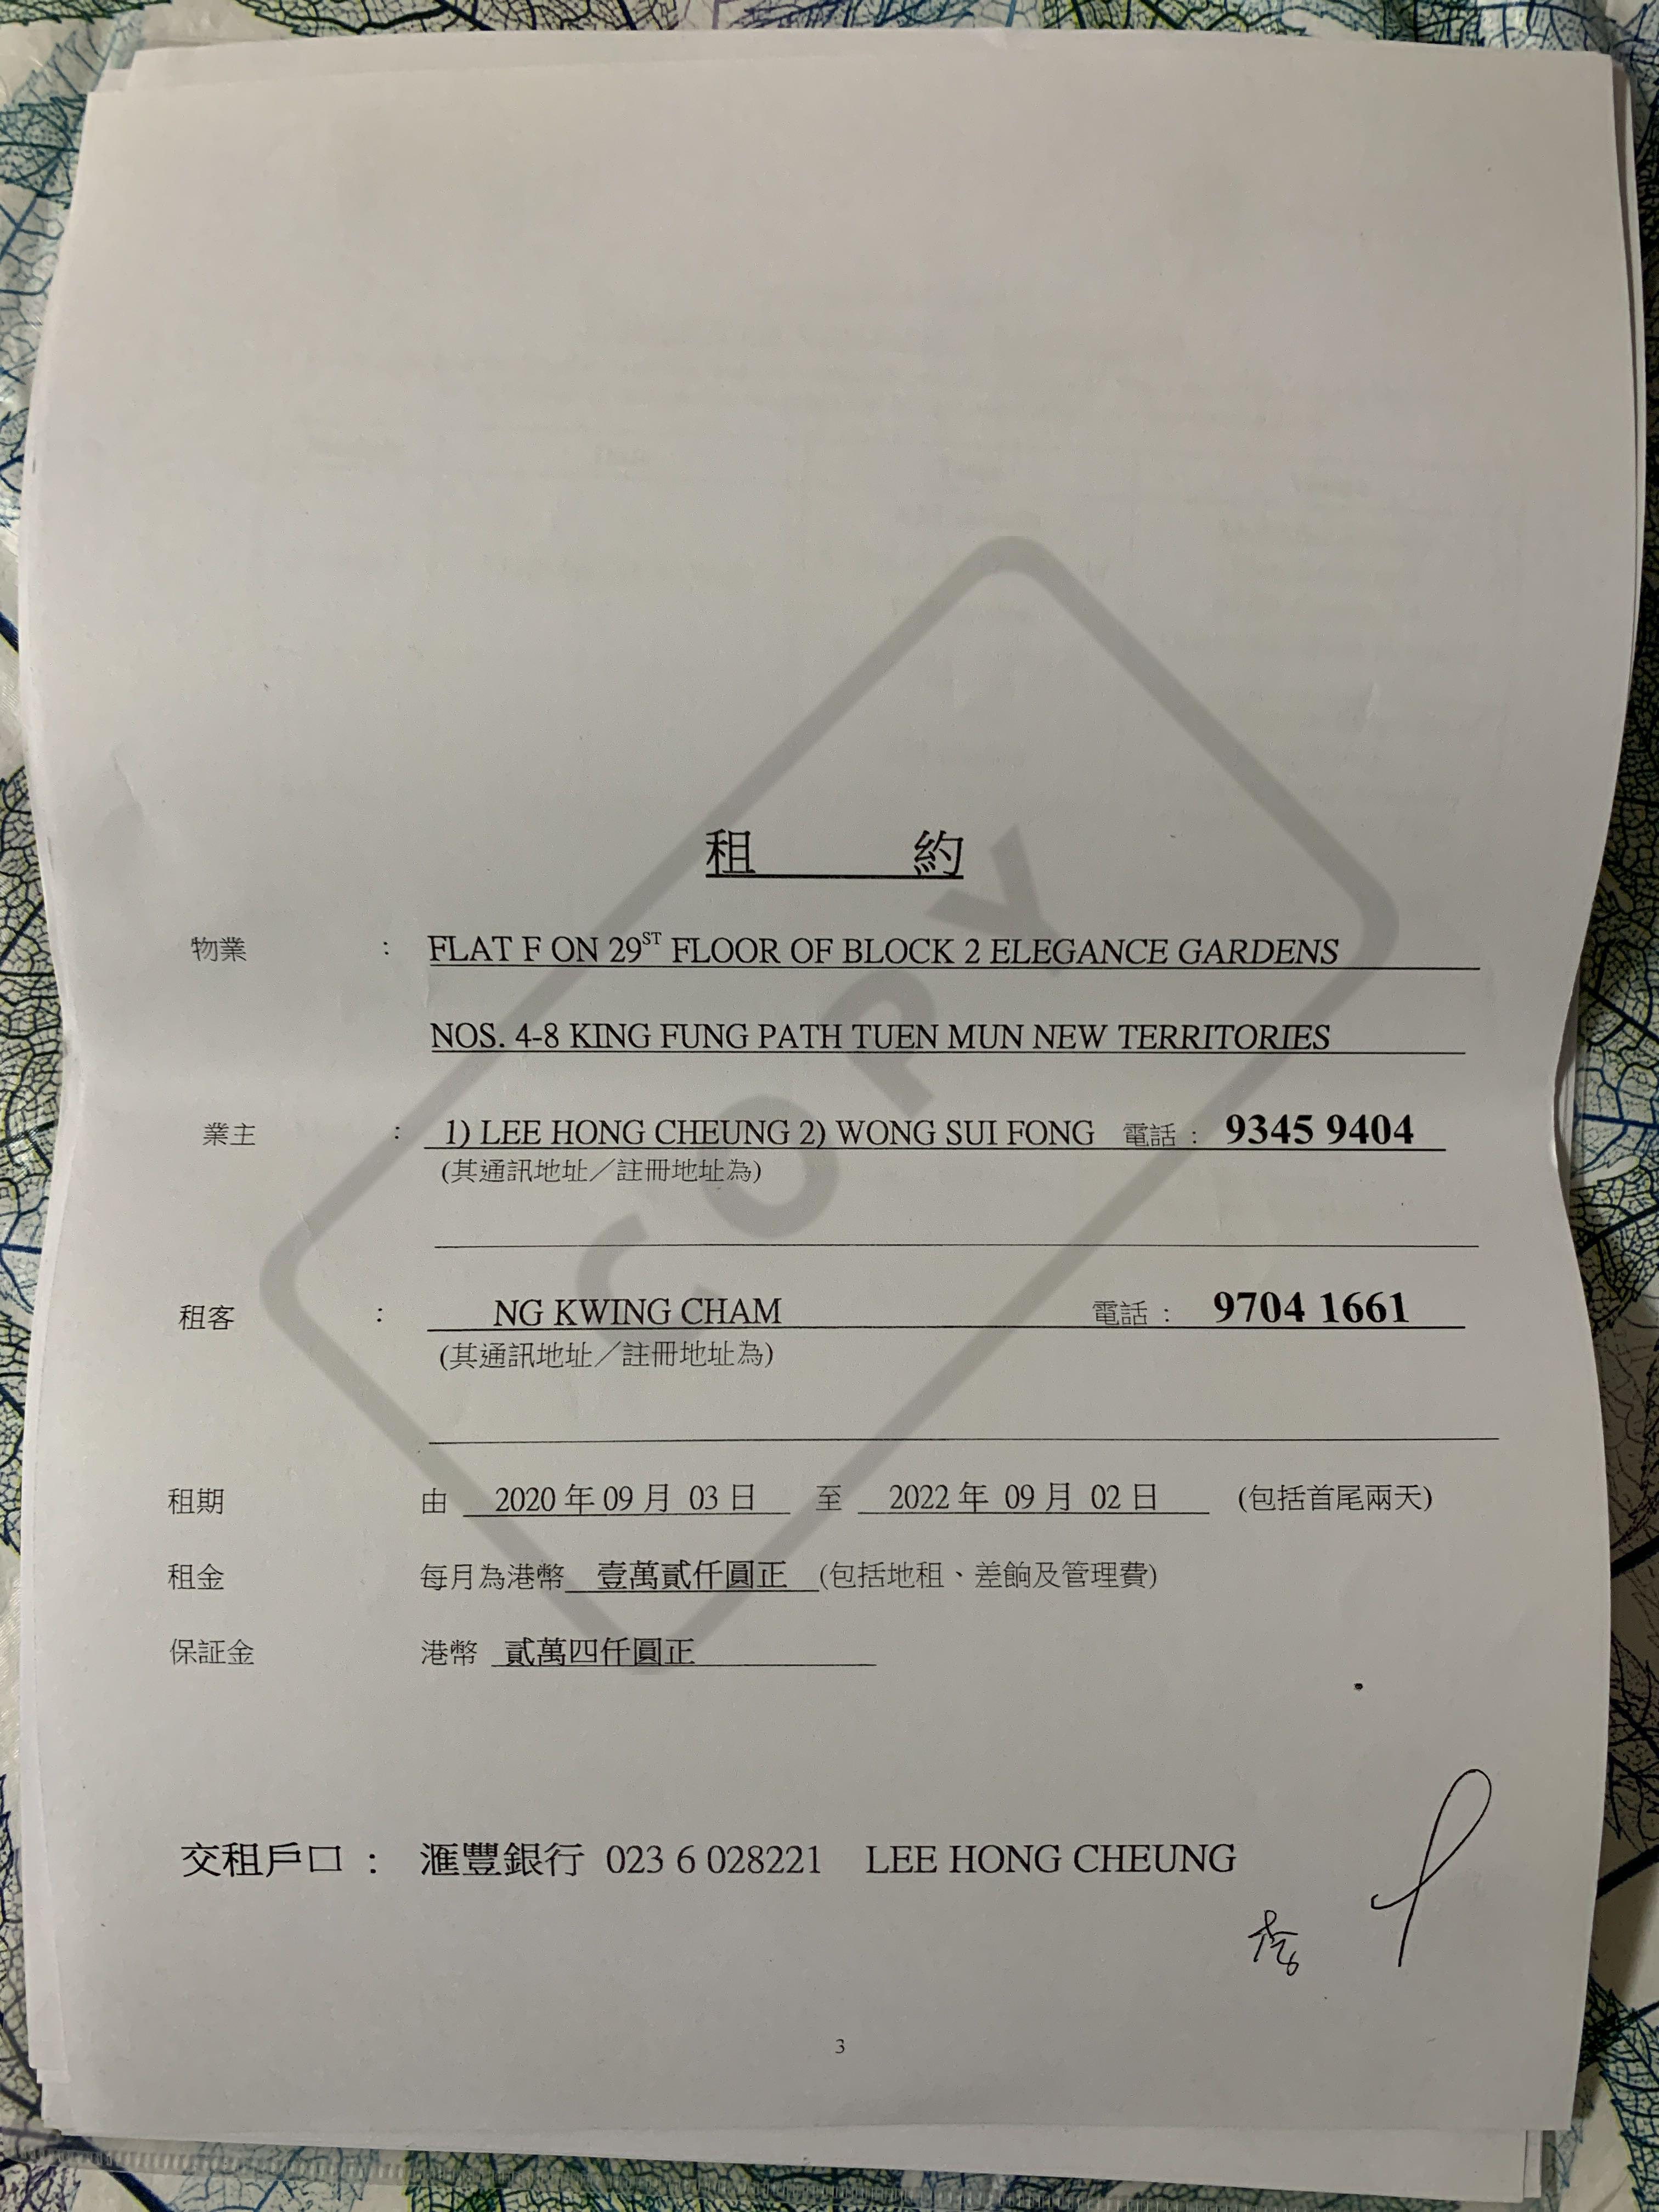 租 約
物業 : FLAT F ON 29ST FLOOR OF BLOCK 2 ELEGANCE GARDENS
NOS. 4-8 KING FUNG PATH TUEN MUN NEW TERRITORIES
業主 : 1) LEE HONG CHEUNG 2) WONG SUI FONG 電話 : 9345 9404
(其通訊地址／註冊地址為)
租客 : NG KWING CHAM 電話 : 9704 1661
(其通訊地址／註冊地址為)
租期 由 2020 年 09 月 03 日 至 2022 年 09 月 02 日 (包括首尾兩天)
租金 每月為港幣 壹萬貳仟圓正 (包括地租、差餉及管理費)
保証金 港幣 貳萬四仟圓正
交租戶口 : 滙豐銀行 023 6 028221 LEE HONG CHEUNG
3
COPY